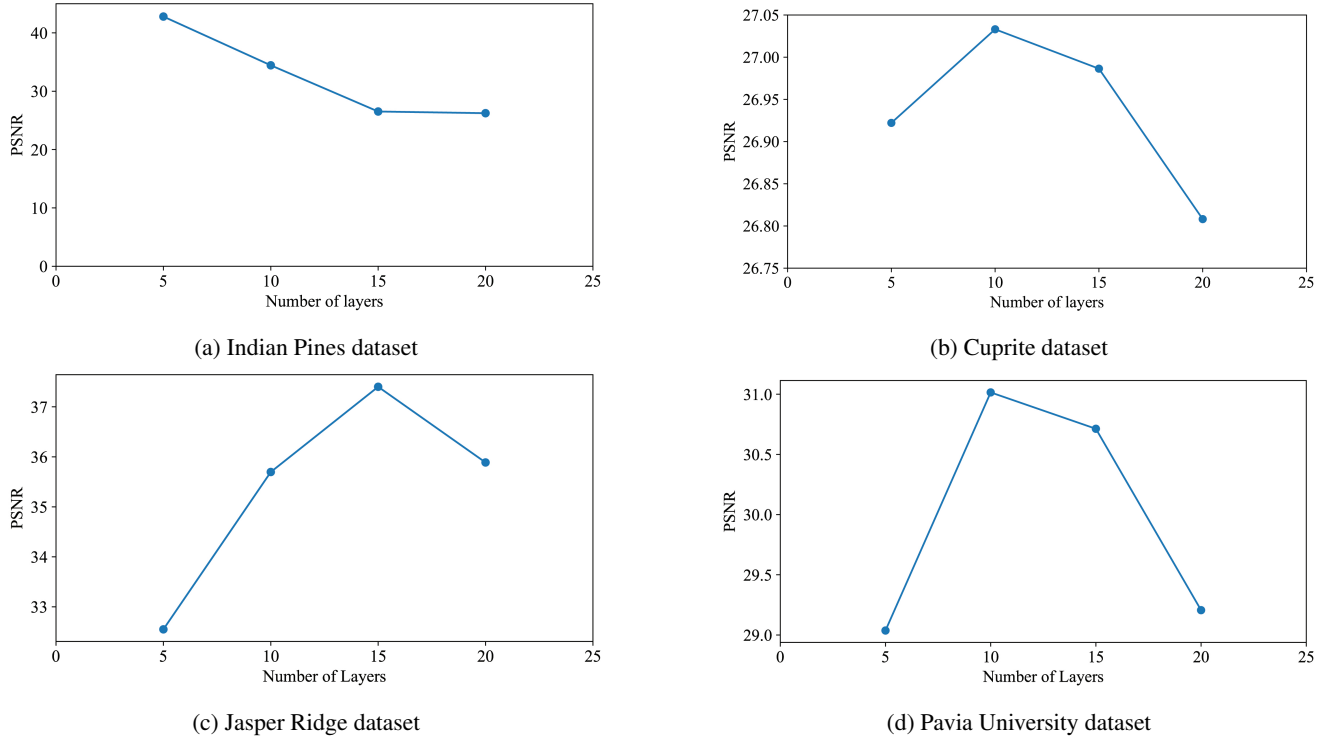 40
30
20
10
0
PSNR
0 5 10 15 20 25
Number of layers
(a) Indian Pines dataset
27.05
27.00
26.95
26.90
26.85
26.80
26.75
PSNR
0 5 10 15 20 25
Number of layers
(b) Cuprite dataset
37
36
35
34
33
PSNR
0 5 10 15 20 25
Number of Layers
(c) Jasper Ridge dataset
31.0
30.5
30.0
29.5
29.0
PSNR
0 5 10 15 20 25
Number of Layers
(d) Pavia University dataset